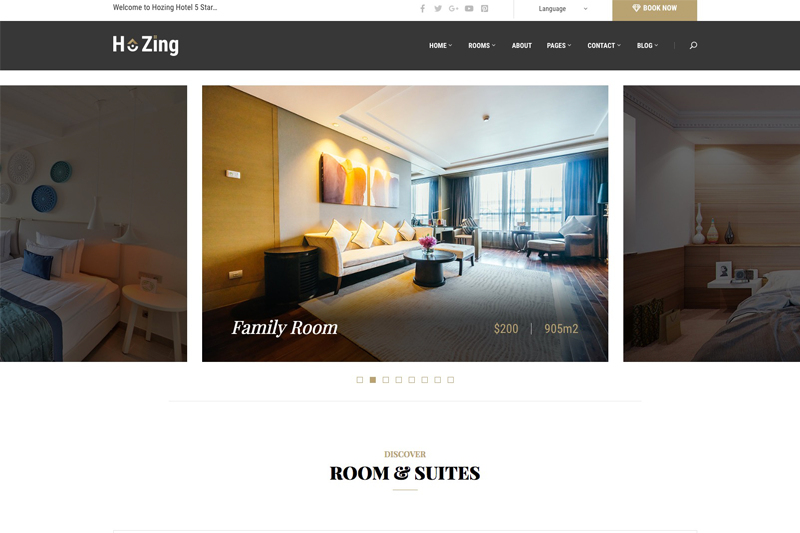 Welcome to Hozing Hotel 5 Star...
Language
BOOK NOW
HoZing
HOME
ROOMS
ABOUT
PAGES
CONTACT
BLOG
Family Room
$200 | 905m2
DISCOVER
ROOM & SUITES